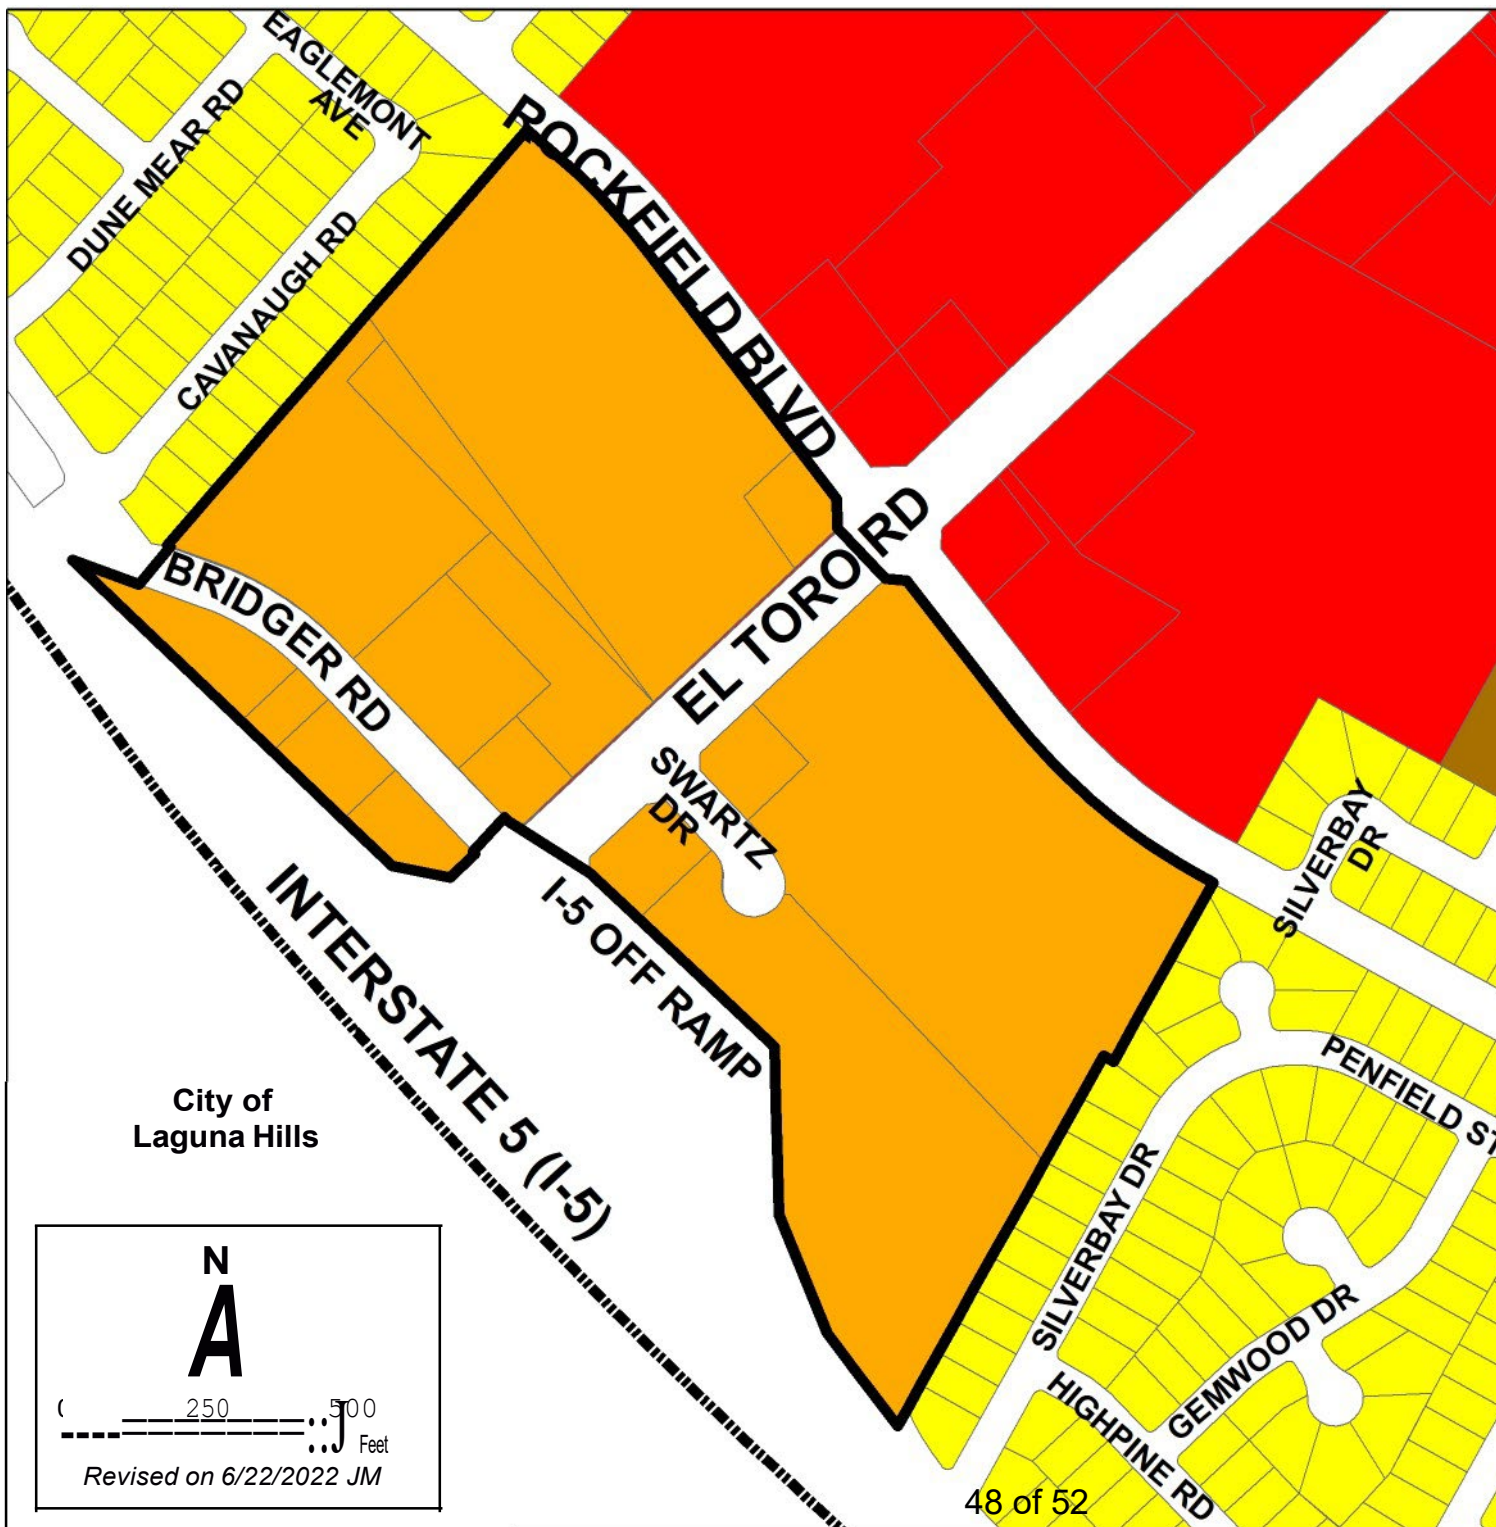 EAGLEMONT
AVE
DUNE MEAR RD
CAVANAUGH RD
ROCKFIELD BLVD
EL TORO RD
BRIDGER RD
SWARTZ
DR
I-5 OFF RAMP
INTERSTATE 5 (I-5)
SILVERBAY
DR
PENFIELD ST
SILVERBAY DR
GEMWOOD DR
HIGHPINE RD
City of
Laguna Hills
N
A
250 500
Feet
Revised on 6/22/2022 JM
48 of 52